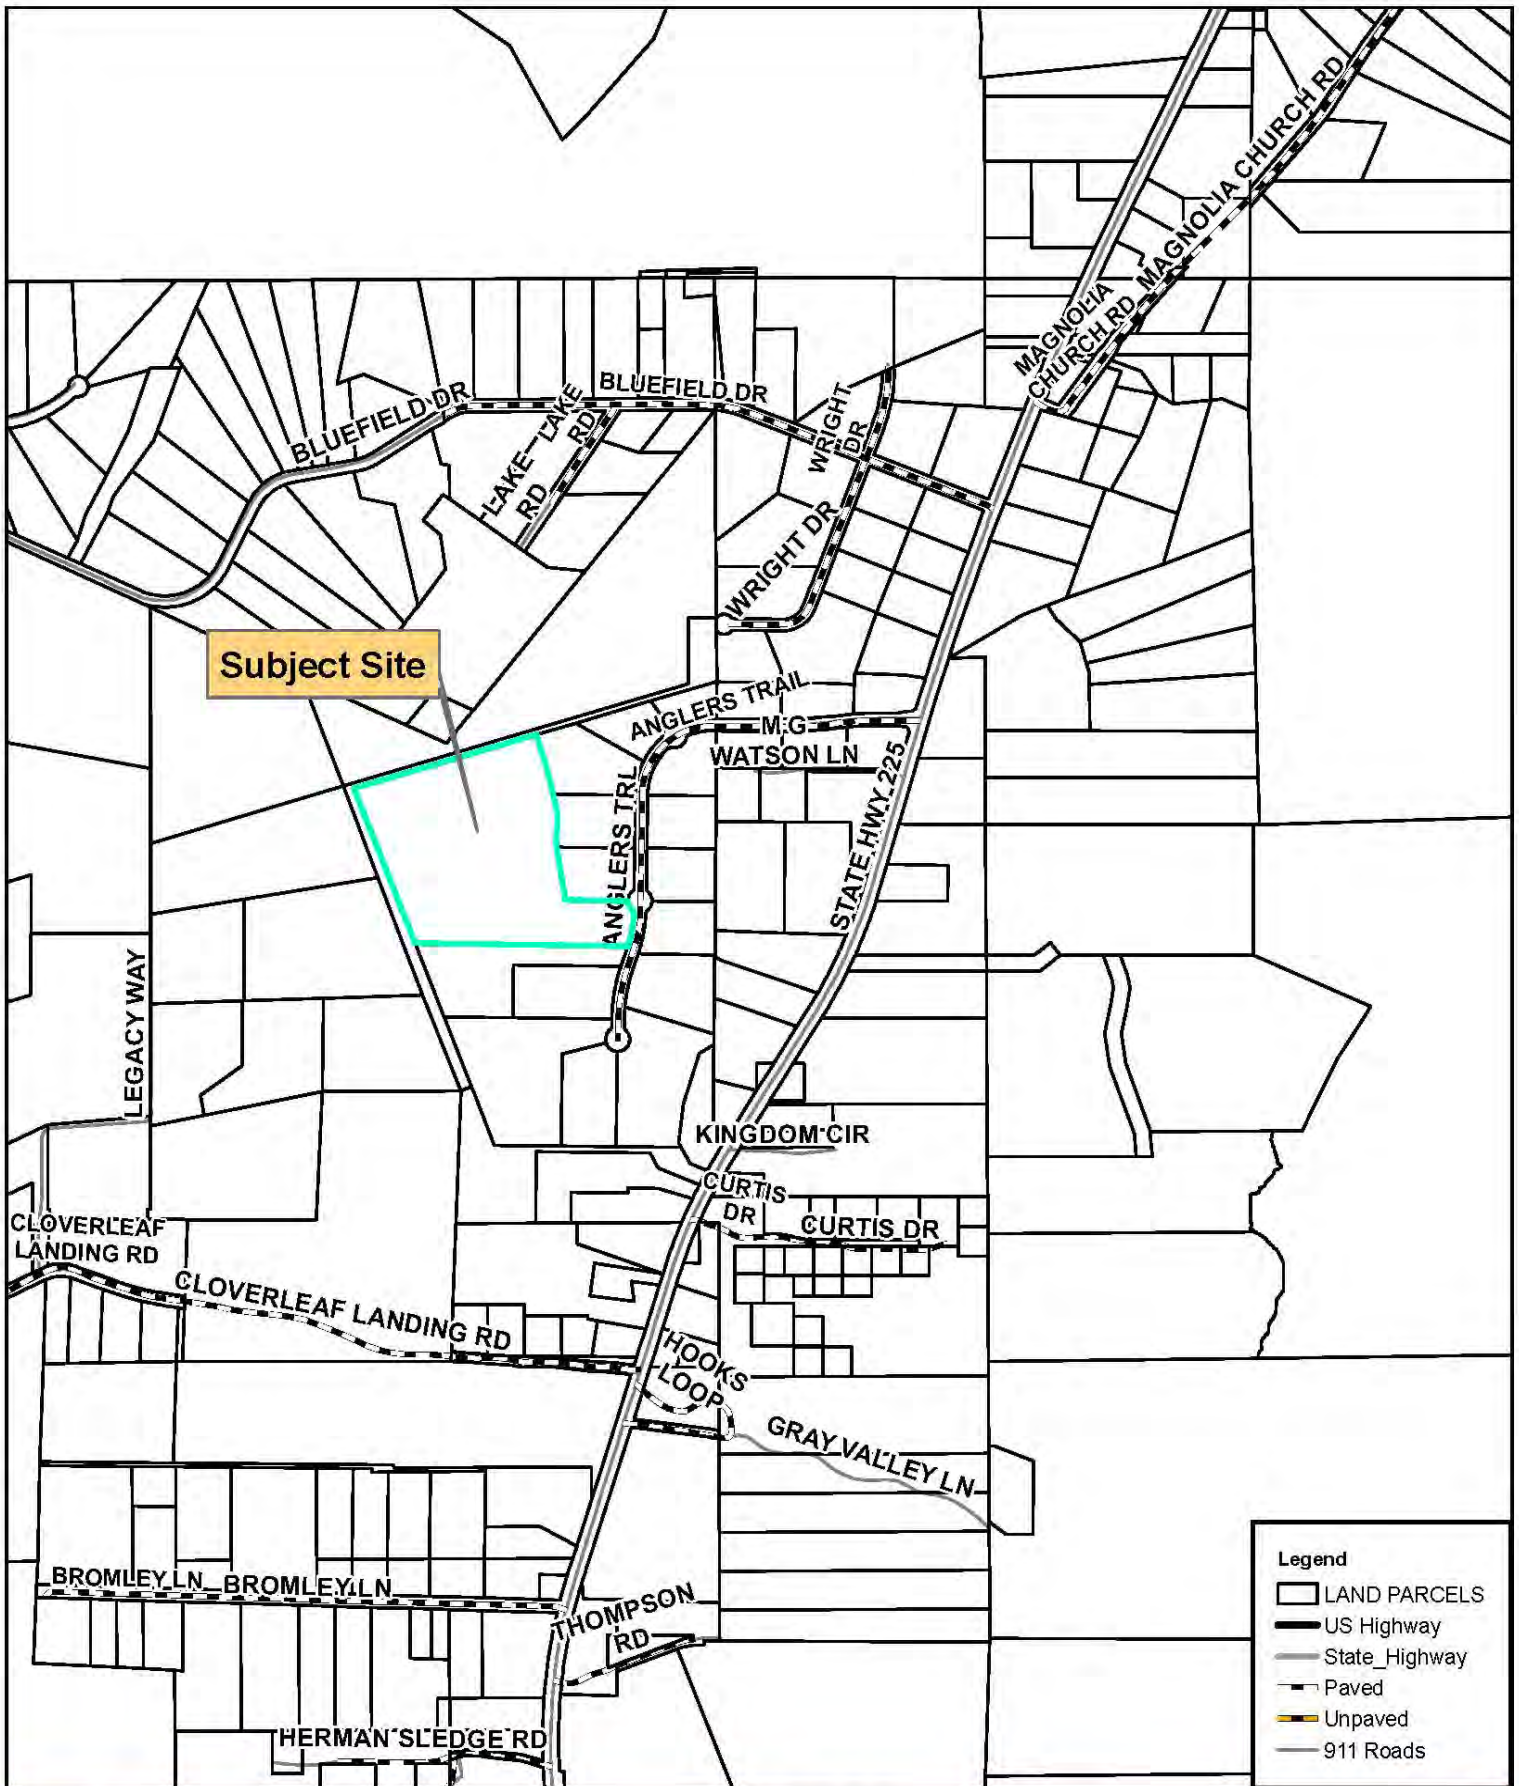 MAGNOLIA CHURCH RD
MAGNOLIA
CHURCH RD
BLUEFIELD DR
BLUEFIELD DR
LAKE
RD
LAKE
RD
WRIGHT
DR
WRIGHT DR
Subject Site
ANGLERS TRAIL
M G
WATSON LN
ANGLERS TRL
STATE HWY 225
LEGACY WAY
KINGDOM CIR
CURTIS
DR
CURTIS DR
CLOVERLEAF
LANDING RD
CLOVERLEAF LANDING RD
HOOKS
LOOP
GRAY VALLEY LN
BROMLEY LN
BROMLEY LN
THOMPSON
RD
HERMAN SLEDGE RD
Legend
LAND PARCELS
US Highway
State_Highway
Paved
Unpaved
911 Roads